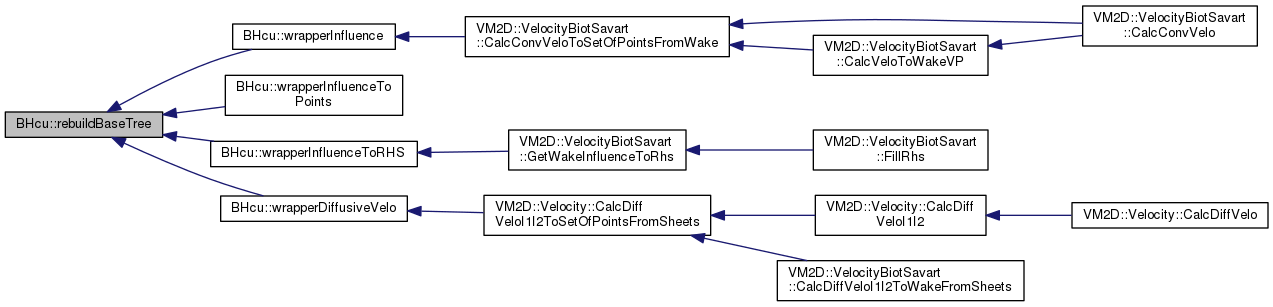 BHcu::rebuildBaseTree
BHcu::wrapperInfluence
BHcu::wrapperInfluenceTo
Points
BHcu::wrapperInfluenceToRHS
BHcu::wrapperDiffusiveVelo
VM2D::VelocityBiotSavart
::CalcConvVeloToSetOfPointsFromWake
VM2D::VelocityBiotSavart
::GetWakeInfluenceToRhs
VM2D::Velocity::CalcDiff
VeloI1I2ToSetOfPointsFromSheets
VM2D::VelocityBiotSavart
::CalcVeloToWakeVP
VM2D::VelocityBiotSavart
::FillRhs
VM2D::Velocity::CalcDiff
VeloI1I2
VM2D::VelocityBiotSavart
::CalcDiffVeloI1I2ToWakeFromSheets
VM2D::VelocityBiotSavart
::CalcConvVelo
VM2D::Velocity::CalcDiffVelo